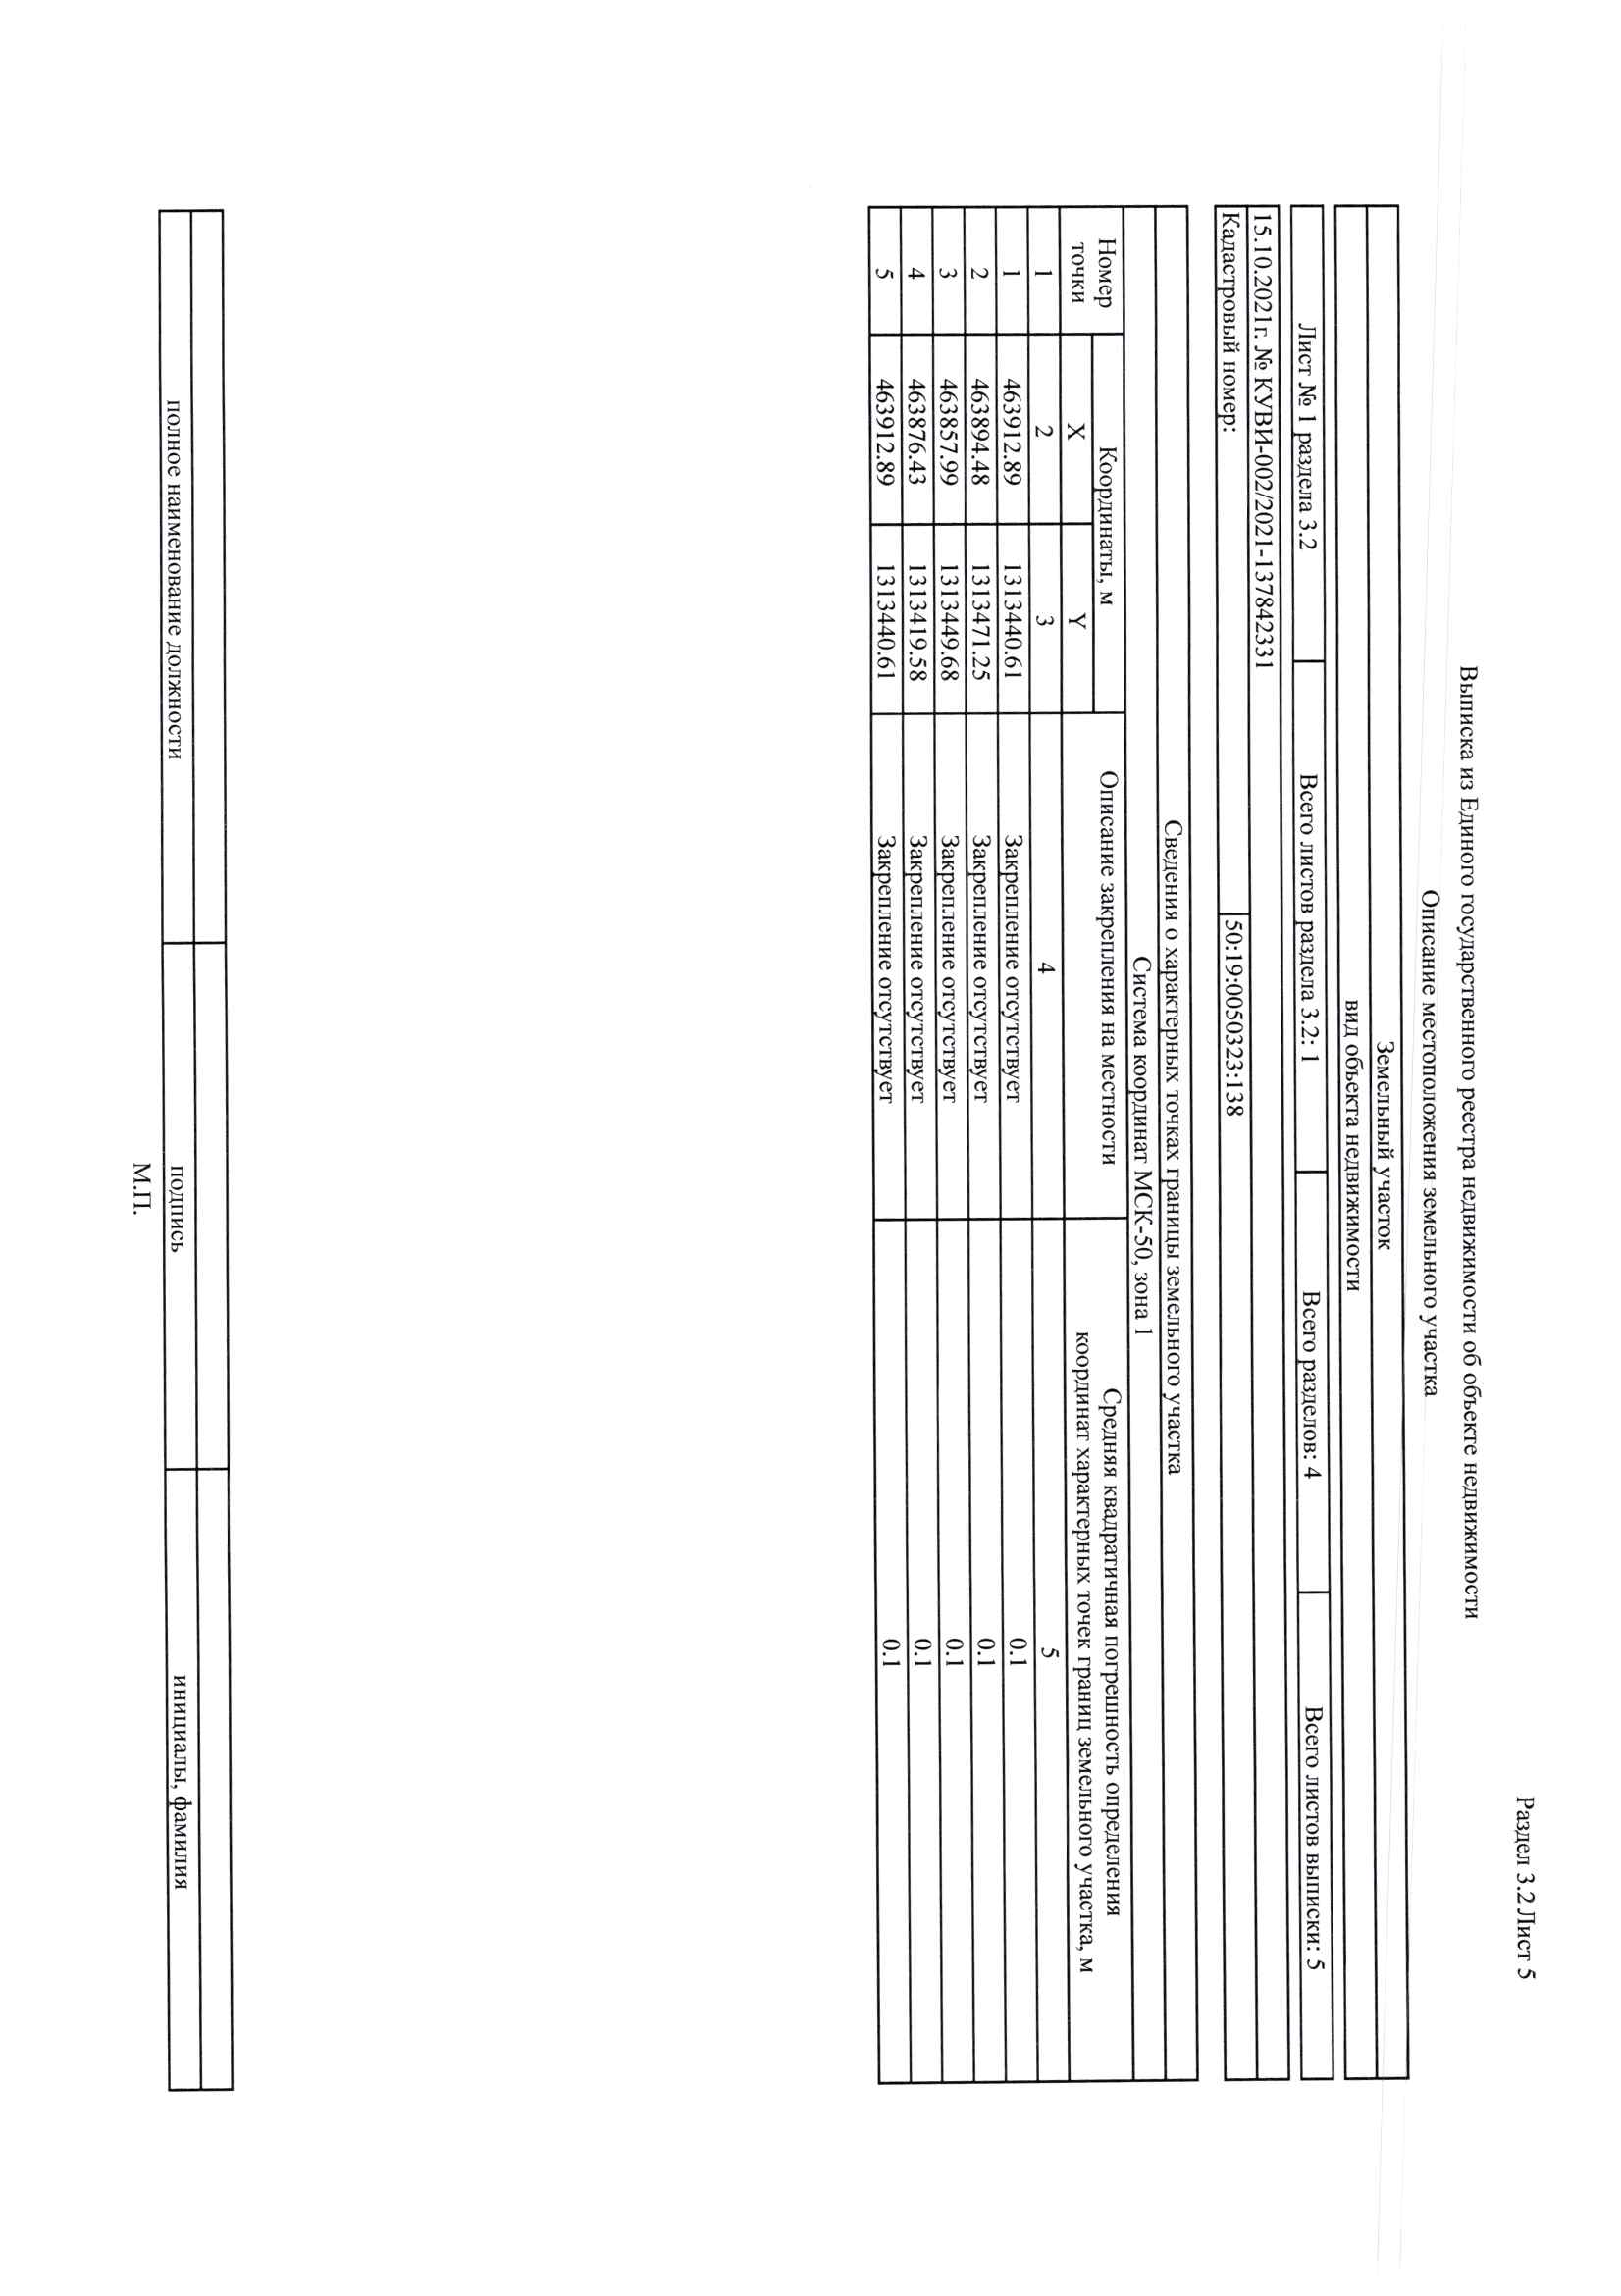 Раздел 3.2 Лист 5
Выписка из Единого государственного реестра недвижимости об объекте недвижимости
Описание местоположения земельного участка
Земельный участок
вид объекта недвижимости
Лист № 1 раздела 3.2 Всего листов раздела 3.2: 1 Всего разделов: 4 Всего листов выписки: 5
15.10.2021г. № КУВИ-002/2021-137842331
Кадастровый номер: 50:19:0050323:138
Сведения о характерных точках границы земельного участка
Система координат МСК-50, зона 1
Номер точки Координаты, м Описание закрепления на местности Средняя квадратичная погрешность определения
координат характерных точек границ земельного участка, м
X Y
1 2 3 4 5
1 463912.89 1313440.61 Закрепление отсутствует 0.1
2 463894.48 1313471.25 Закрепление отсутствует 0.1
3 463857.99 1313449.68 Закрепление отсутствует 0.1
4 463876.43 1313419.58 Закрепление отсутствует 0.1
5 463912.89 1313440.61 Закрепление отсутствует 0.1
полное наименование должности подпись инициалы, фамилия
М.П.